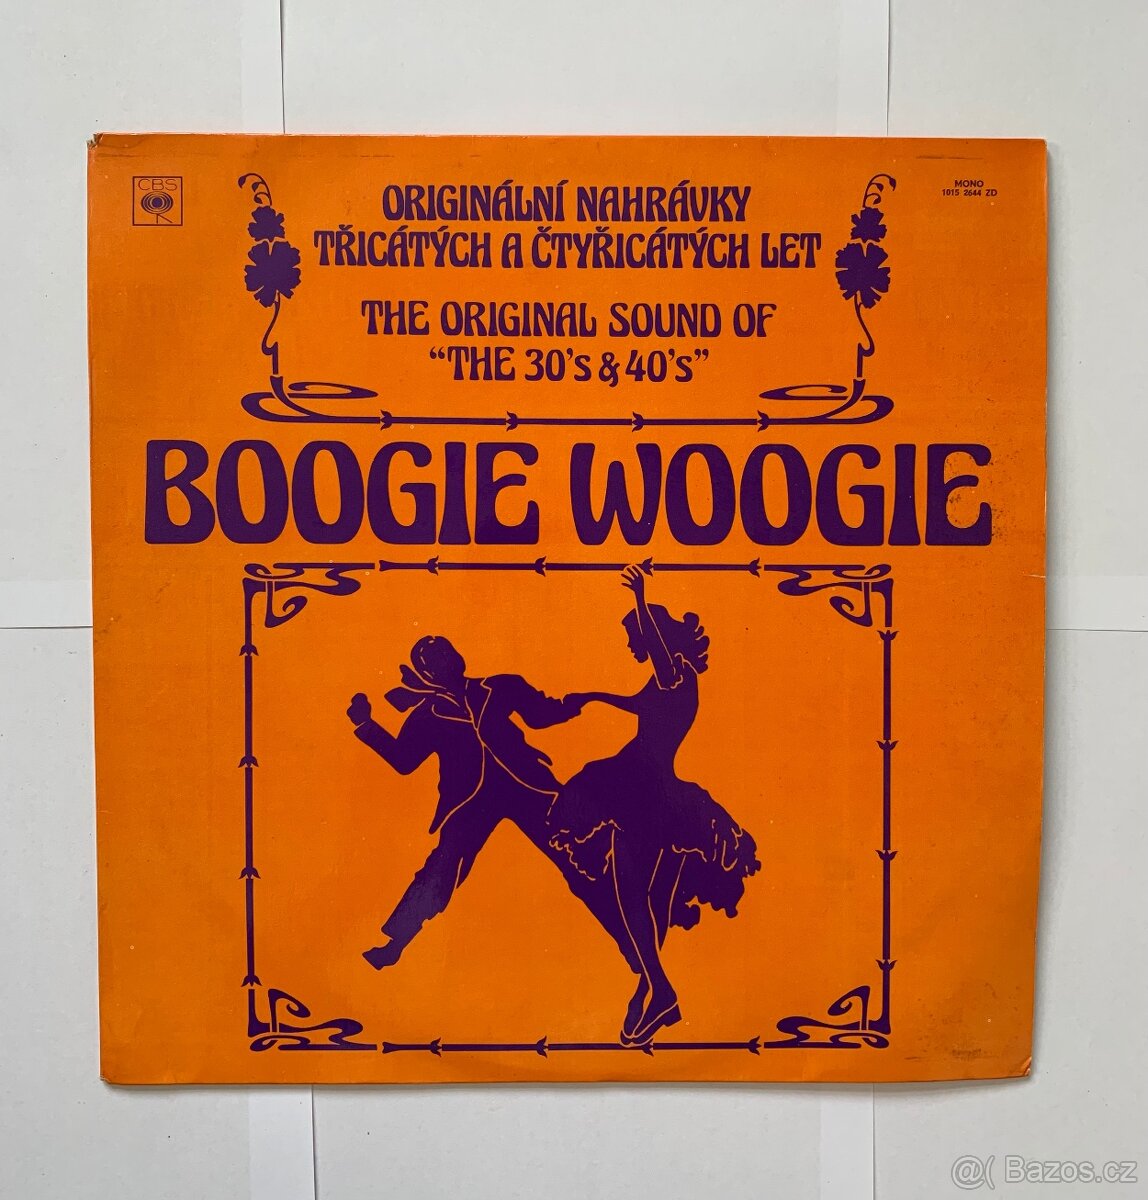 CBS
MONO
1015 2644 ZD
ORIGINÁLNÍ NAHRÁVKY
TŘICÁTÝCH A ČTYŘICÁTÝCH LET
THE ORIGINAL SOUND OF
“THE 30's & 40's”
BOOGIE WOOGIE
@( Bazos.cz